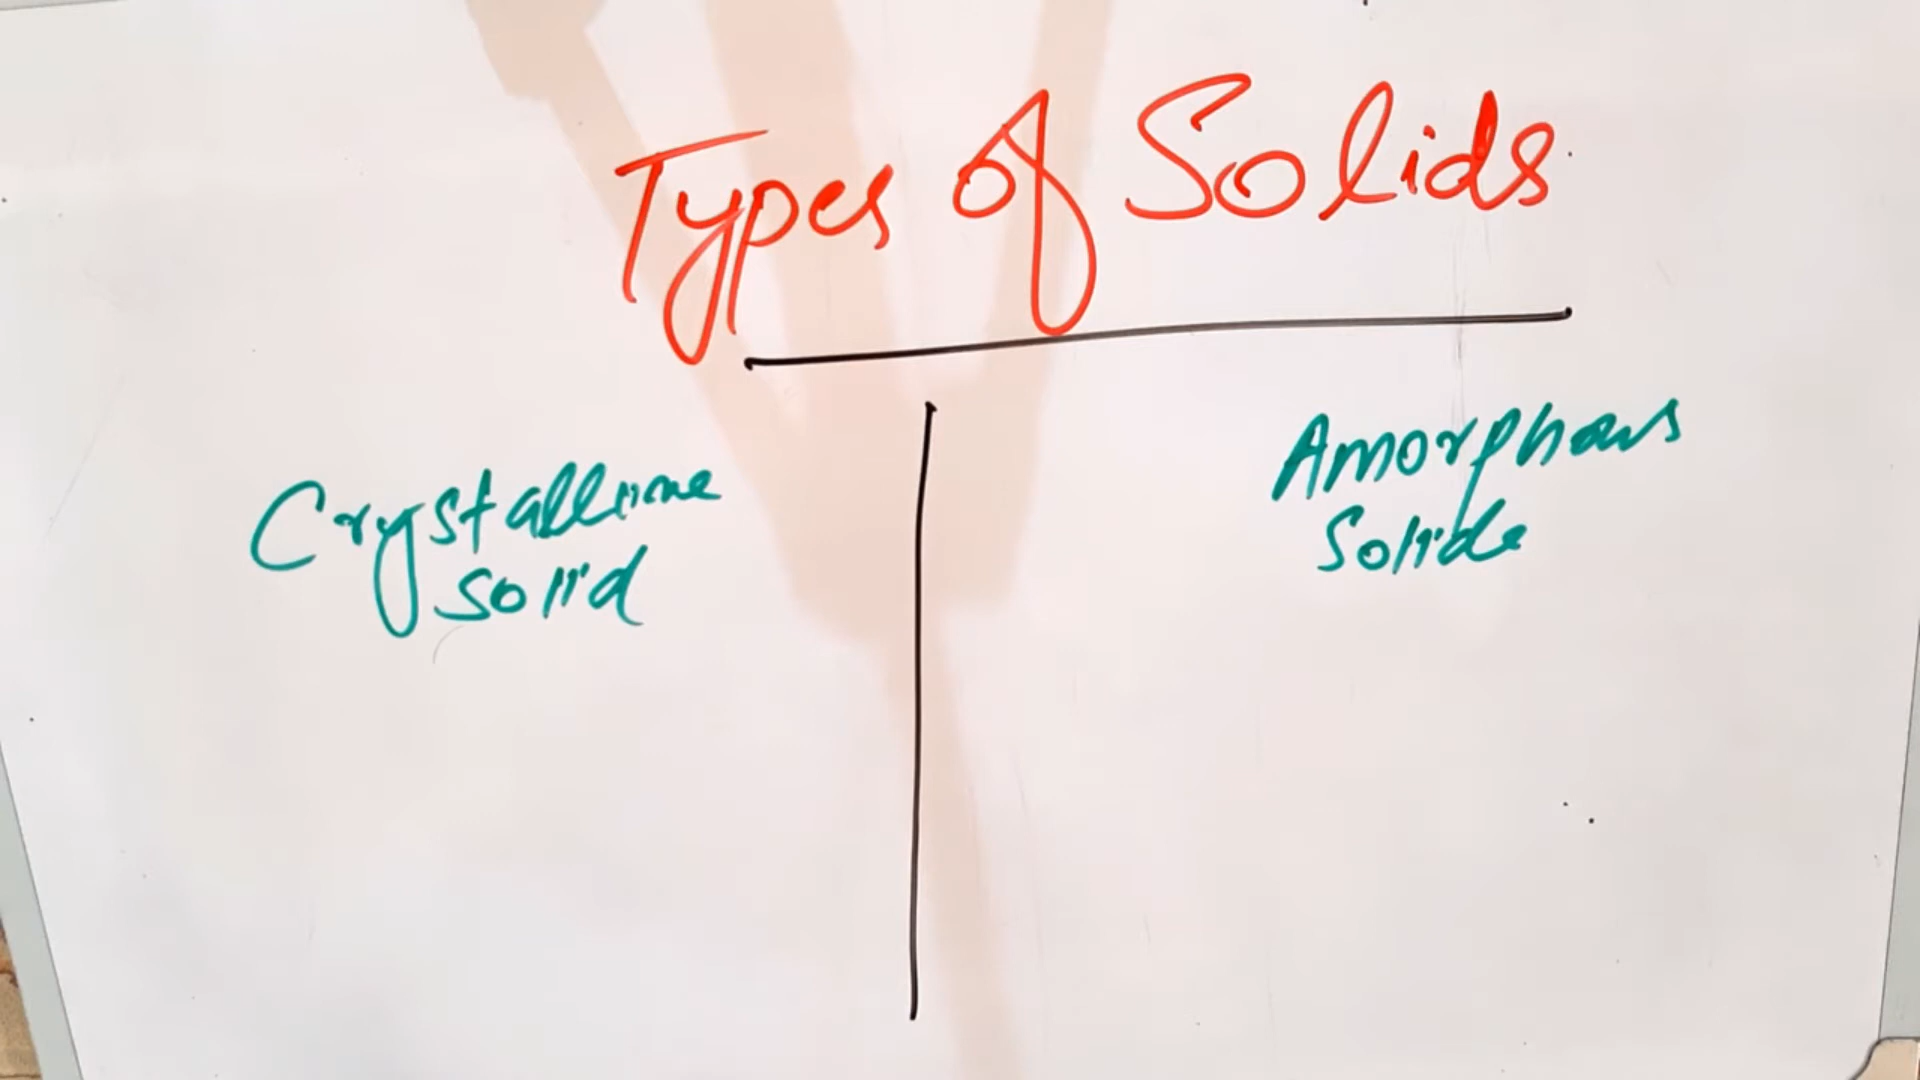 Types of Solids
Crystalline
solid
Amorphous
Solids